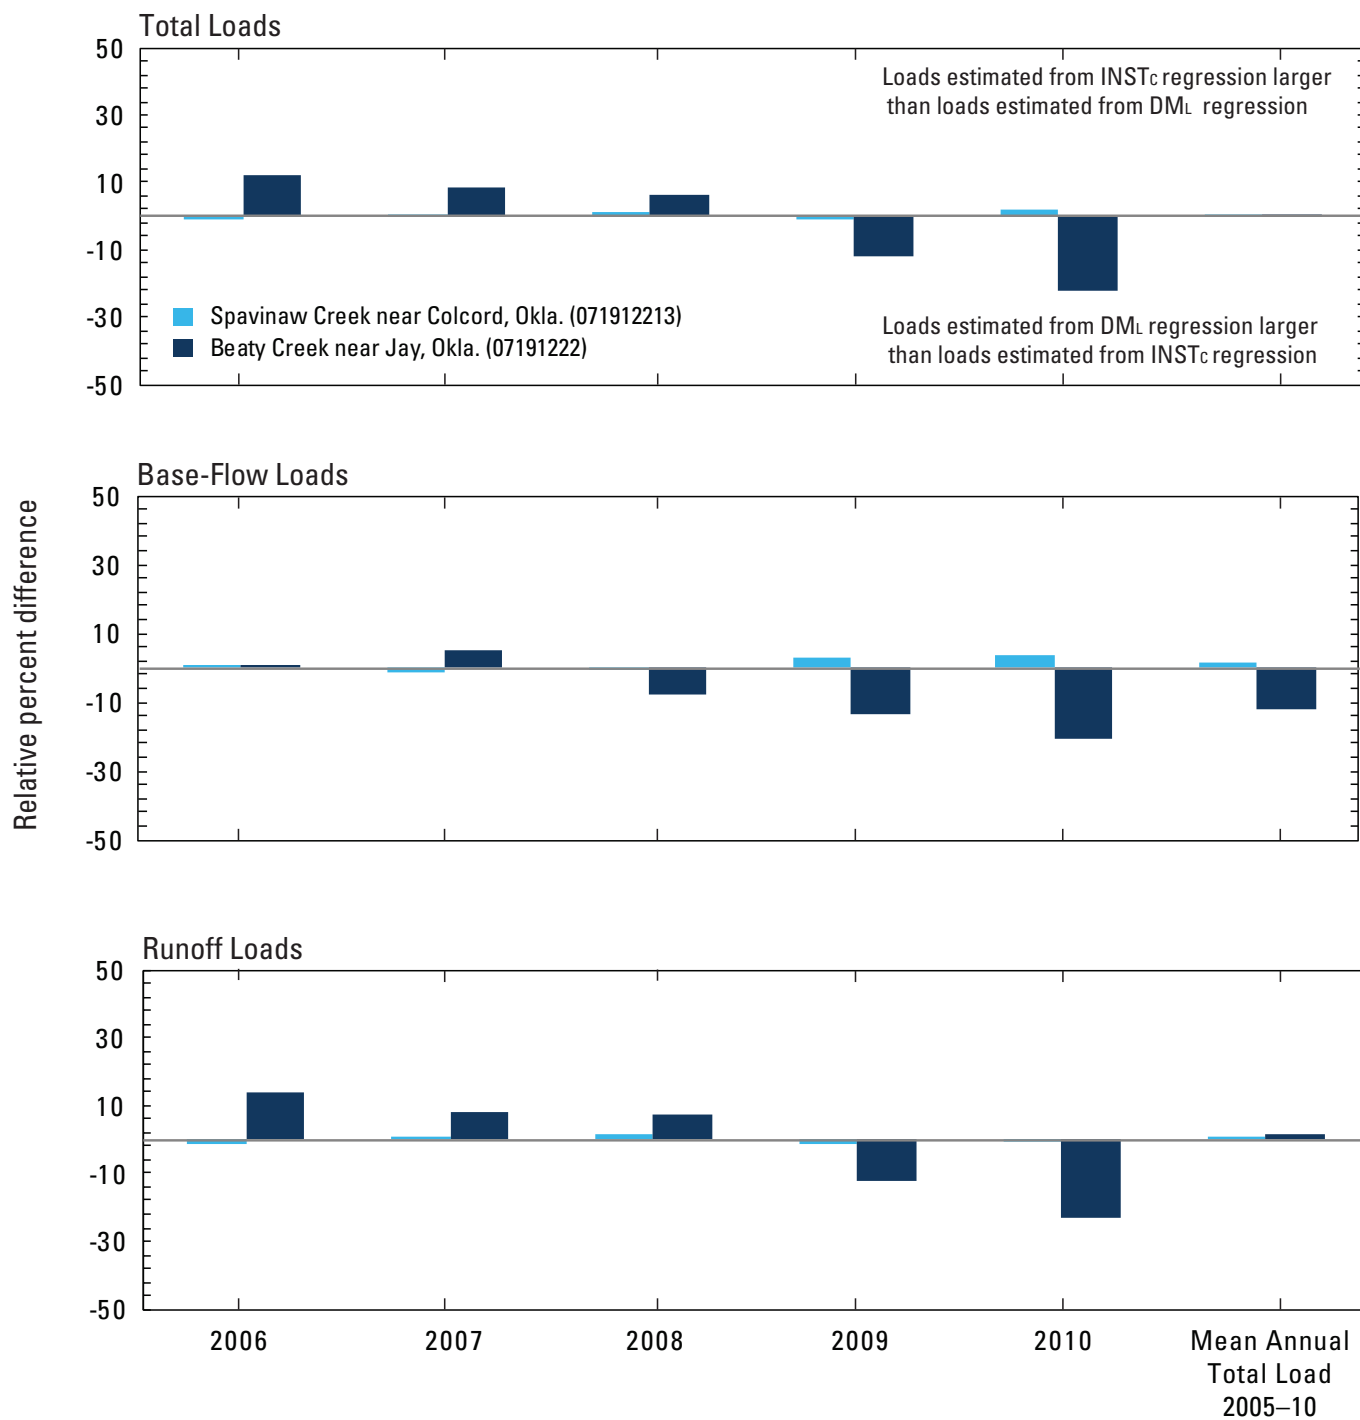 Total Loads
50
30
10
-10
-30
-50
Loads estimated from INSTC regression larger
than loads estimated from DML regression
Spavinaw Creek near Colcord, Okla. (071912213)
Beaty Creek near Jay, Okla. (07191222)
Loads estimated from DML regression larger
than loads estimated from INSTC regression
Relative percent difference
Base-Flow Loads
50
30
10
-10
-30
-50
Runoff Loads
50
30
10
-10
-30
-50
2006
2007
2008
2009
2010
Mean Annual
Total Load
2005–10